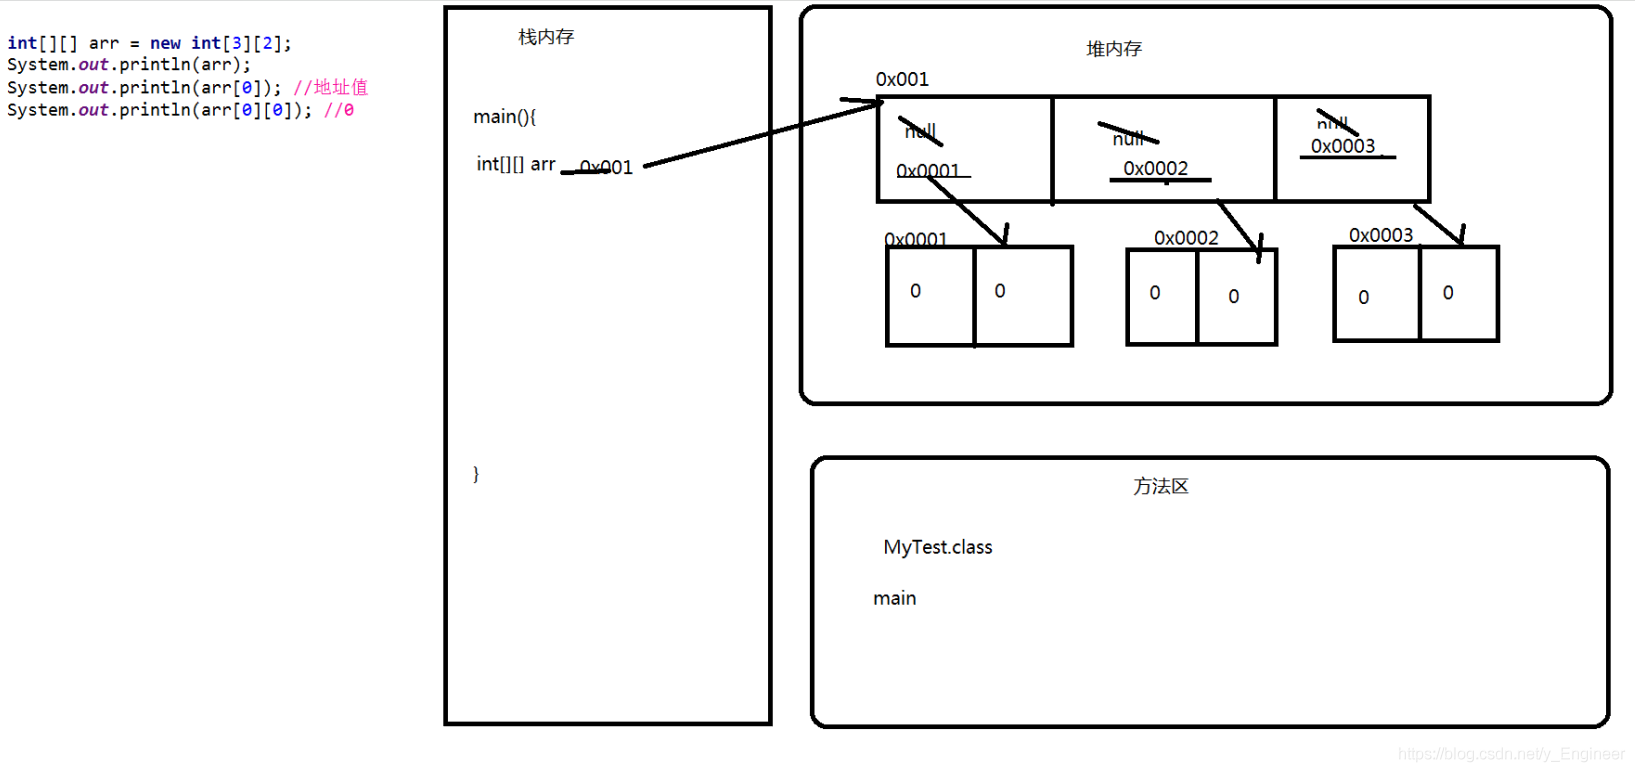 int[][] arr = new int[3][2];
System.out.println(arr);
System.out.println(arr[0]); //地址值
System.out.println(arr[0][0]); //0
栈内存
main(){
int[][] arr 0x001
}
堆内存
0x001
null null null
0x0001 0x0002 0x0003
0x0001 0x0002 0x0003
0 0 0 0 0 0
方法区
MyTest.class
main
https://blog.csdn.net/y_Engineer